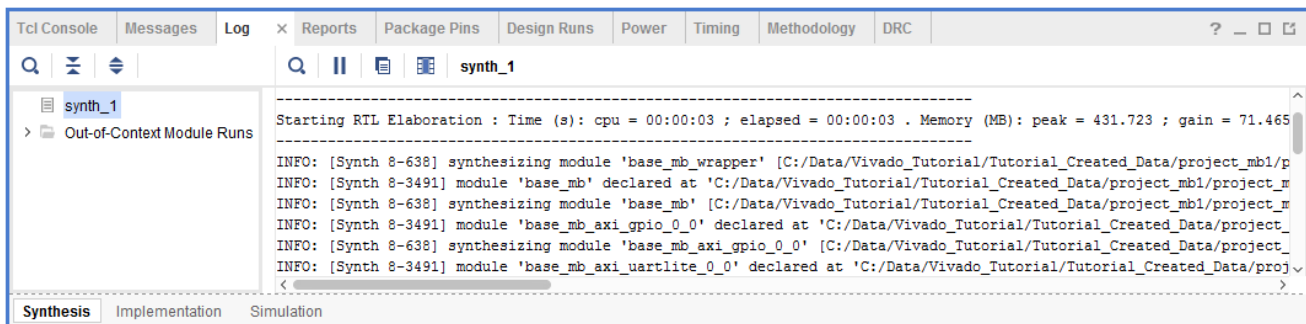 Tcl Console Messages Log × Reports Package Pins Design Runs Power Timing Methodology DRC ? _ □
synth_1
synth_1
Out-of-Context Module Runs
--------------------------------------------------------------------------------
Starting RTL Elaboration : Time (s): cpu = 00:00:03 ; elapsed = 00:00:03 . Memory (MB): peak = 431.723 ; gain = 71.465
--------------------------------------------------------------------------------
INFO: [Synth 8-638] synthesizing module 'base_mb_wrapper' [C:/Data/Vivado_Tutorial/Tutorial_Created_Data/project_mb1/p
INFO: [Synth 8-3491] module 'base_mb' declared at 'C:/Data/Vivado_Tutorial/Tutorial_Created_Data/project_mb1/project_m
INFO: [Synth 8-638] synthesizing module 'base_mb' [C:/Data/Vivado_Tutorial/Tutorial_Created_Data/project_mb1/project_m
INFO: [Synth 8-3491] module 'base_mb_axi_gpio_0_0' declared at 'C:/Data/Vivado_Tutorial/Tutorial_Created_Data/project_
INFO: [Synth 8-638] synthesizing module 'base_mb_axi_gpio_0_0' [C:/Data/Vivado_Tutorial/Tutorial_Created_Data/project_
INFO: [Synth 8-3491] module 'base_mb_axi_uartlite_0_0' declared at 'C:/Data/Vivado_Tutorial/Tutorial_Created_Data/proj
Synthesis Implementation Simulation